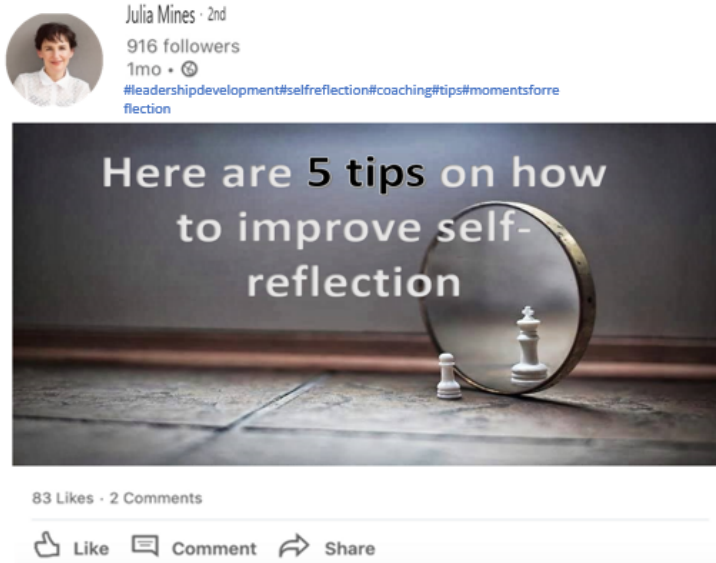 Julia Mines · 2nd
916 followers
1mo •
#leadershipdevelopment#selfreflection#coaching#tips#momentsforre
flection
Here are 5 tips on how
to improve self-
reflection
83 Likes · 2 Comments
Like Comment Share